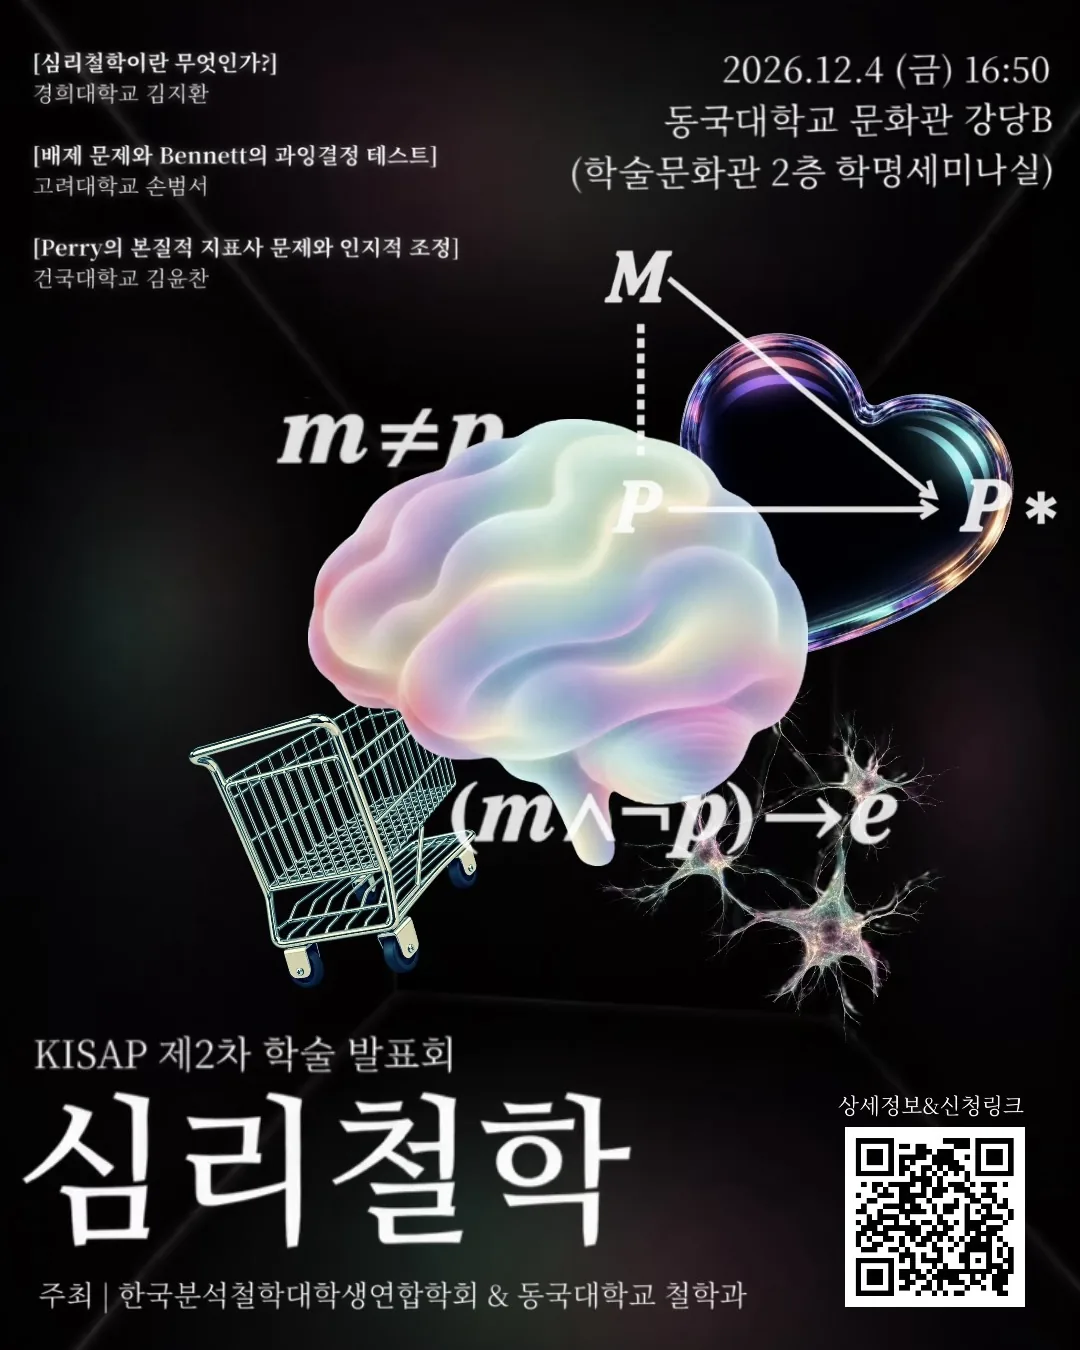 [심리철학이란 무엇인가?]
경희대학교 김지환
[배제 문제와 Bennett의 과잉결정 테스트]
고려대학교 손범서
[Perry의 본질적 지표사 문제와 인지적 조정]
건국대학교 김윤찬
2026.12.4 (금) 16:50
동국대학교 문화관 강당B
(학술문화관 2층 학명세미나실)
M
m≠p
P
P*
(m∧¬p)→e
KISAP 제2차 학술 발표회
심리철학
주최 | 한국분석철학대학생연합학회 & 동국대학교 철학과
상세정보&신청링크